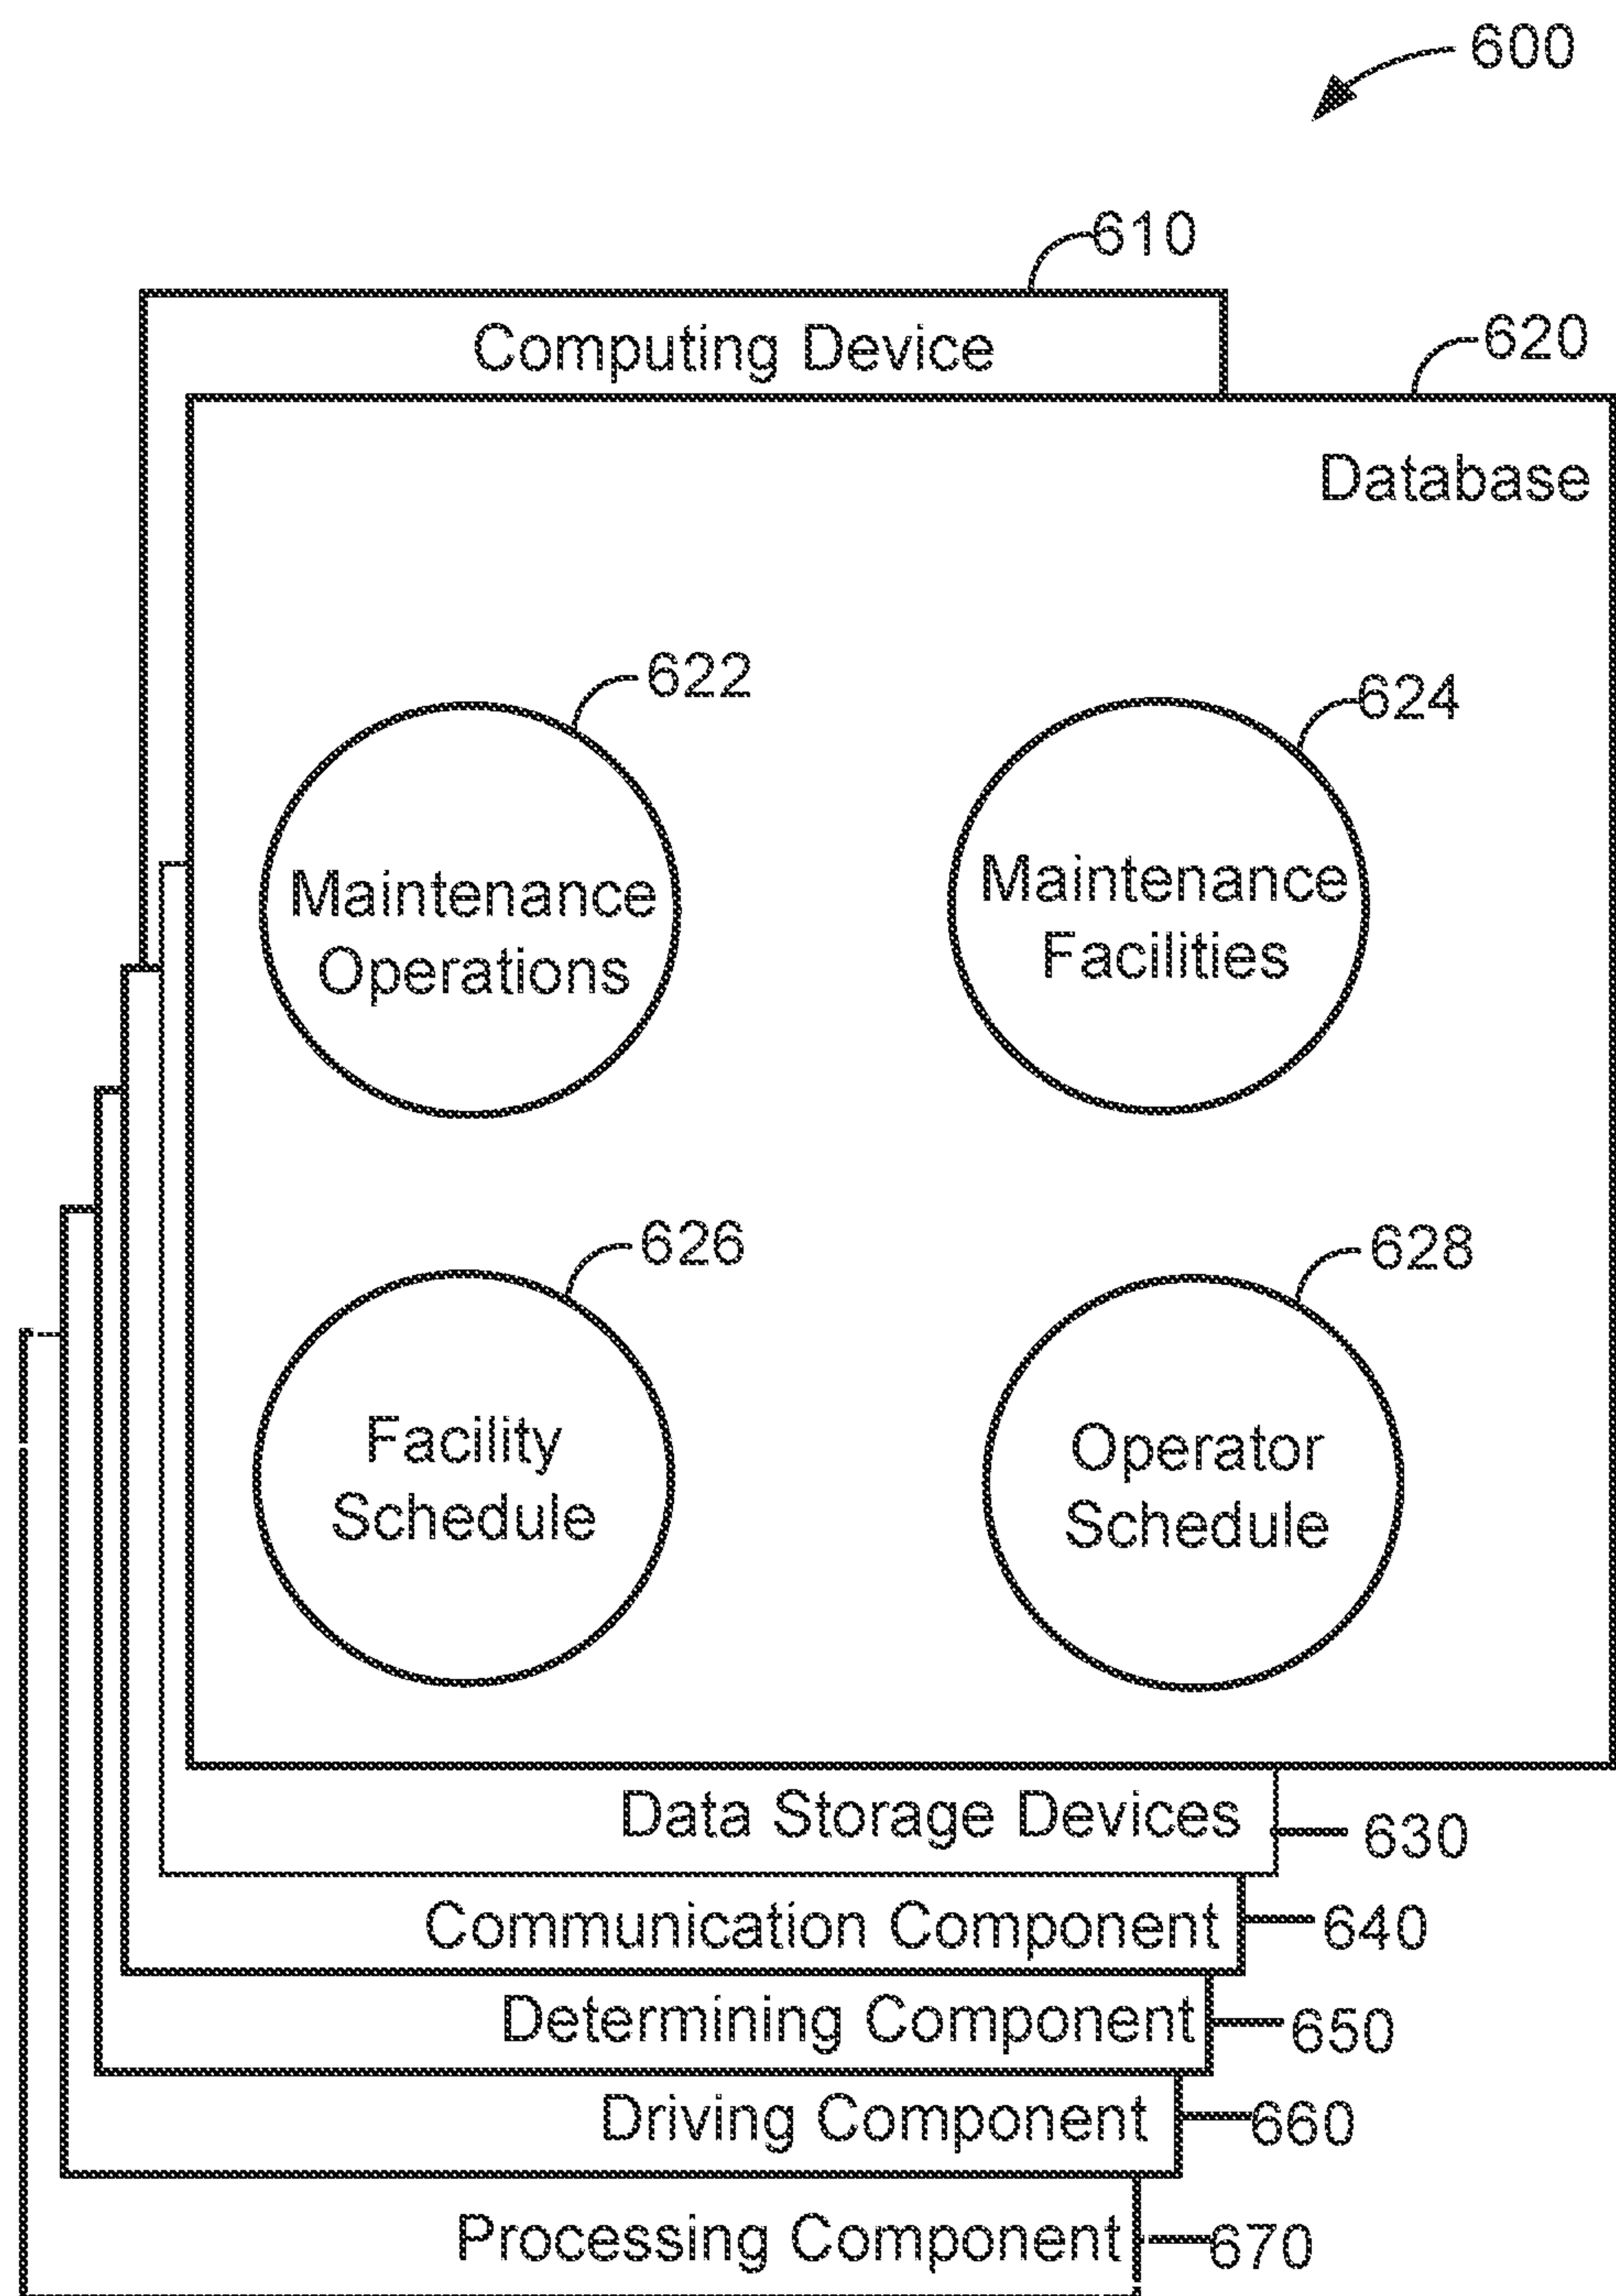 600
610
Computing Device
620
Database
622
624
Maintenance
Operations
Maintenance
Facilities
626
628
Facility
Schedule
Operator
Schedule
Data Storage Devices
630
Communication Component
640
Determining Component
650
Driving Component
660
Processing Component
670